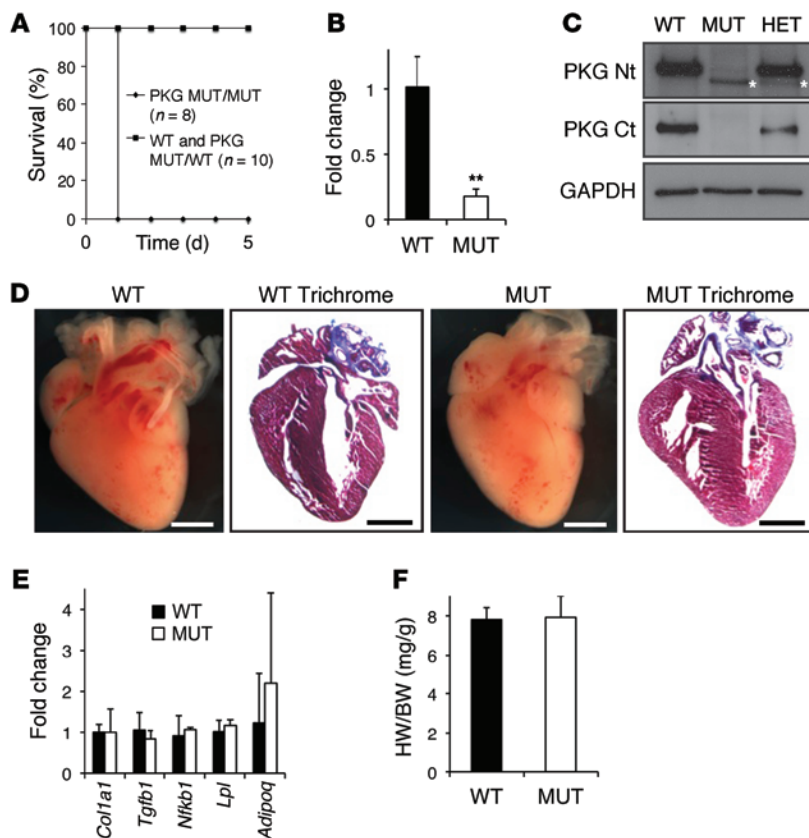 A
Survival (%)
100
80
60
40
20
0
0
Time (d)
5
PKG MUT/MUT
(n = 8)
WT and PKG
MUT/WT (n = 10)
B
Fold change
1
0.5
0
**
WT
MUT
C
WT MUT HET
PKG Nt
* *
PKG Ct
GAPDH
D
WT
WT Trichrome
MUT
MUT Trichrome
E
Fold change
4
3
2
1
0
WT
MUT
Col1a1
Tgfb1
Nfkb1
Lpl
Adipoq
F
HW/BW (mg/g)
8
6
4
2
0
WT
MUT